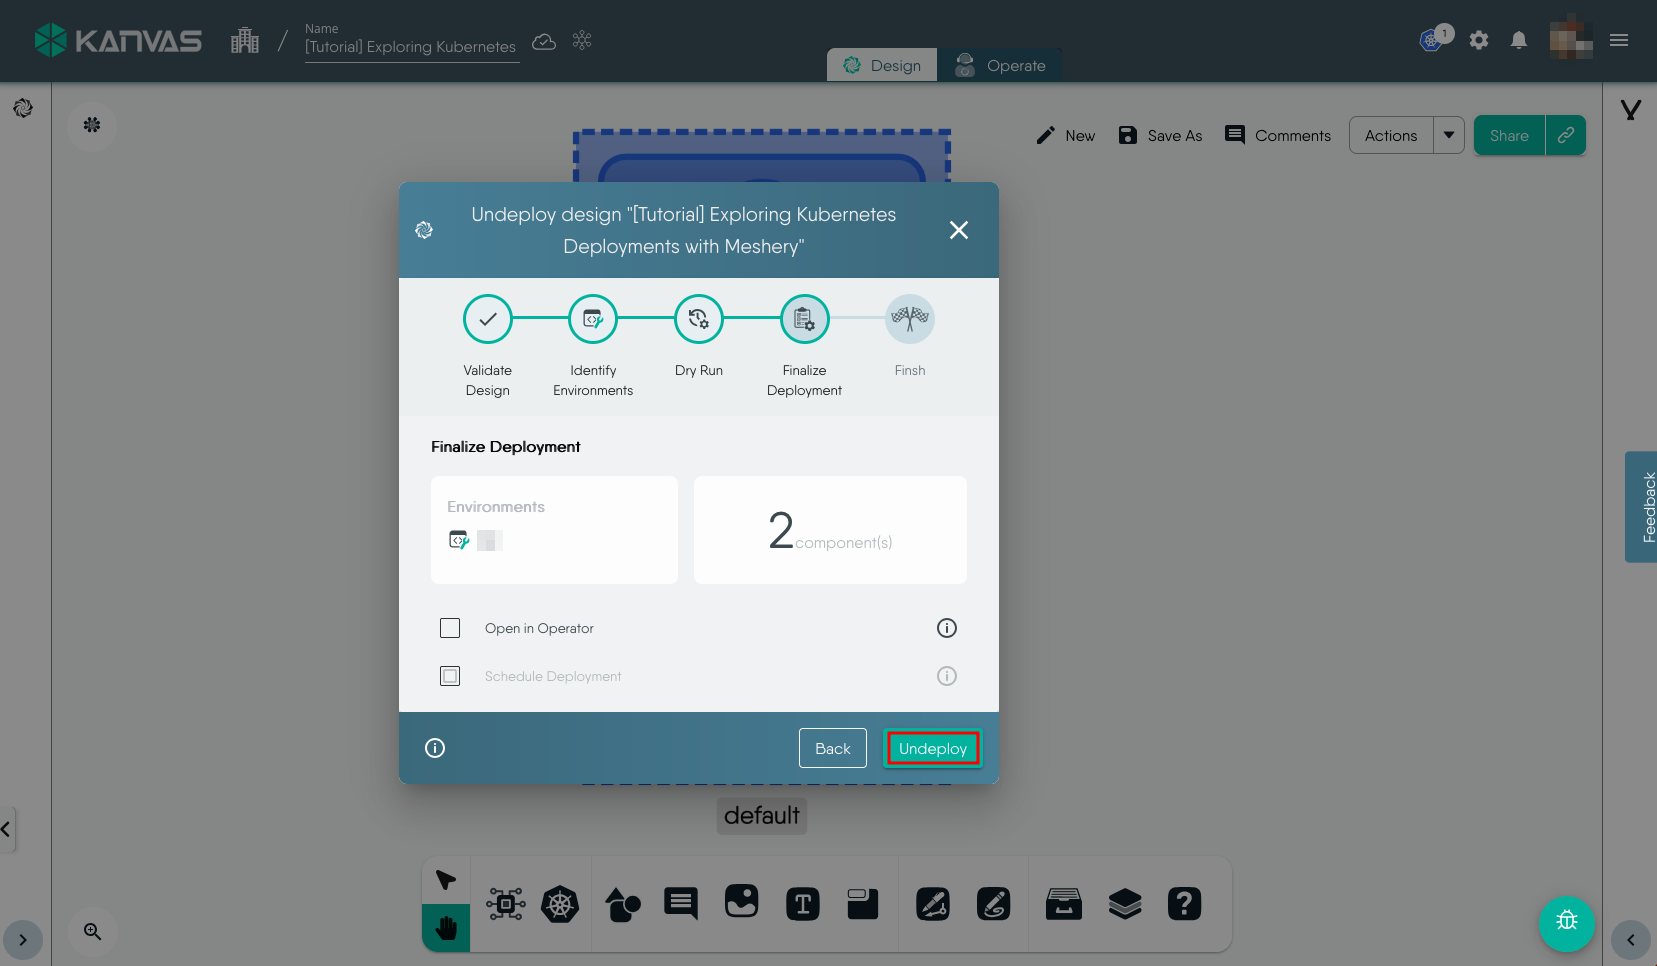 KANVAS
Name
[Tutorial] Exploring Kubernetes
Design
Operate
1
New
Save As
Comments
Actions
Share
Undeploy design "[Tutorial] Exploring Kubernetes
Deployments with Meshery"
Validate
Design
Identify
Environments
Dry Run
Finalize
Deployment
Finsh
Finalize Deployment
Environments
2 component(s)
Open in Operator
Schedule Deployment
Back
Undeploy
Feedback
default